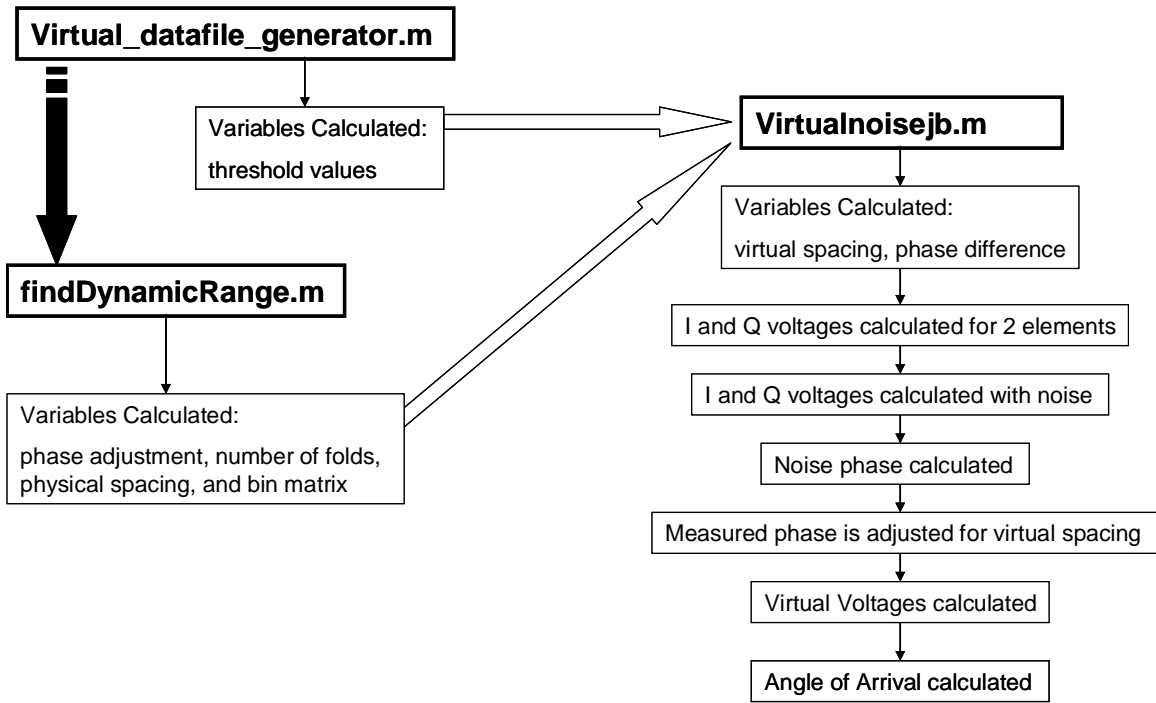 Virtual_datafile_generator.m
Variables Calculated:
threshold values
findDynamicRange.m
Variables Calculated:
phase adjustment, number of folds,
physical spacing, and bin matrix
Virtualnoisejb.m
Variables Calculated:
virtual spacing, phase difference
I and Q voltages calculated for 2 elements
I and Q voltages calculated with noise
Noise phase calculated
Measured phase is adjusted for virtual spacing
Virtual Voltages calculated
Angle of Arrival calculated